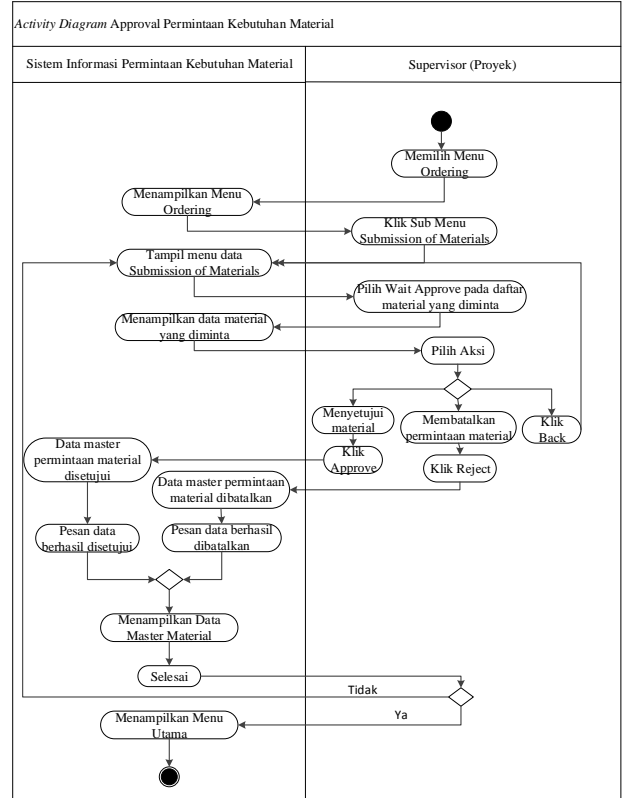 Activity Diagram Approval Permintaan Kebutuhan Material
Sistem Informasi Permintaan Kebutuhan Material
Supervisor (Proyek)
Memilih Menu
Ordering
Menampilkan Menu
Ordering
Klik Sub Menu
Submission of Materials
Tampil menu data
Submission of Materials
Pilih Wait Approve pada daftar
material yang diminta
Menampilkan data material
yang diminta
Pilih Aksi
Menyetujui
material
Membatalkan
permintaan material
Klik
Back
Klik
Approve
Klik Reject
Data master
permintaan material
disetujui
Data master permintaan
material dibatalkan
Pesan data
berhasil disetujui
Pesan data berhasil
dibatalkan
Menampilkan Data
Master Material
Selesai
Tidak
Ya
Menampilkan Menu
Utama